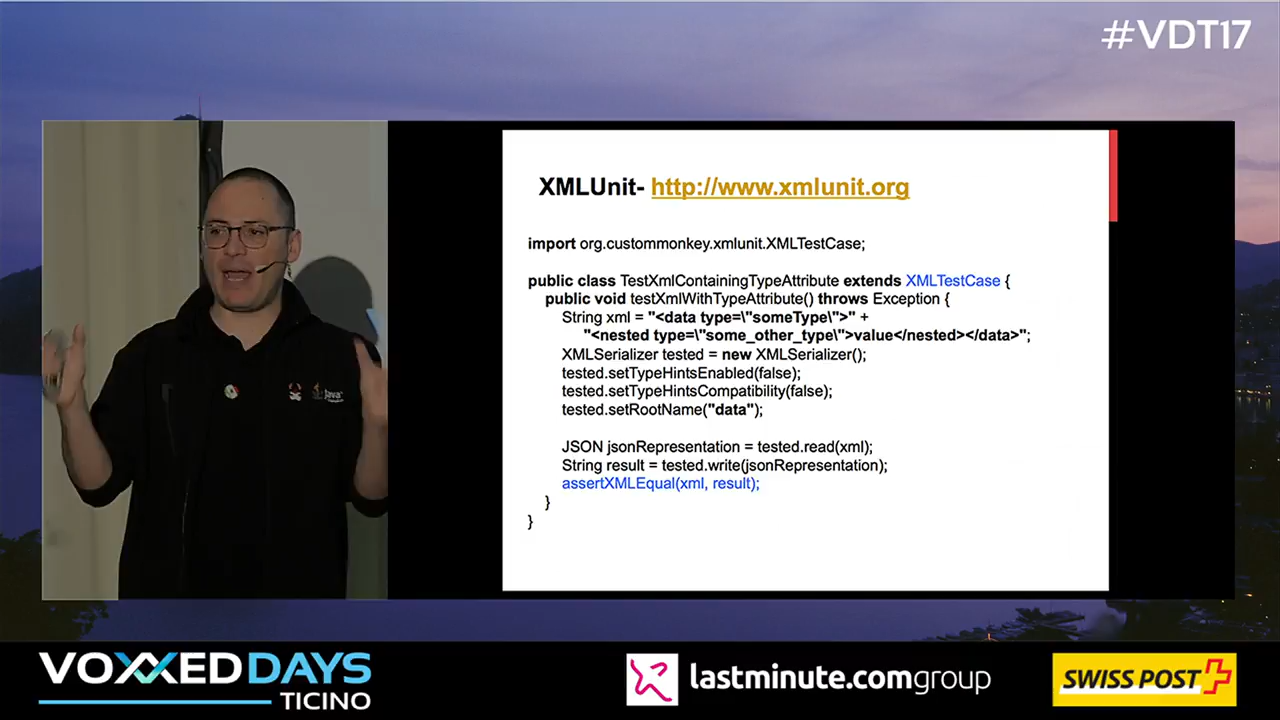 #VDT17
XMLUnit- http://www.xmlunit.org
import org.custommonkey.xmlunit.XMLTestCase;
public class TestXmlContainingTypeAttribute extends XMLTestCase {
public void testXmlWithTypeAttribute() throws Exception {
String xml = "<data type=\"someType\">" +
"<nested type=\"some_other_type\">value</nested></data>";
XMLSerializer tested = new XMLSerializer();
tested.setTypeHintsEnabled(false);
tested.setTypeHintsCompatibility(false);
tested.setRootName("data");
JSON jsonRepresentation = tested.read(xml);
String result = tested.write(jsonRepresentation);
assertXMLEqual(xml, result);
}
}
Java
VOXXED DAYS
TICINO
lastminute.com group
SWISS POST